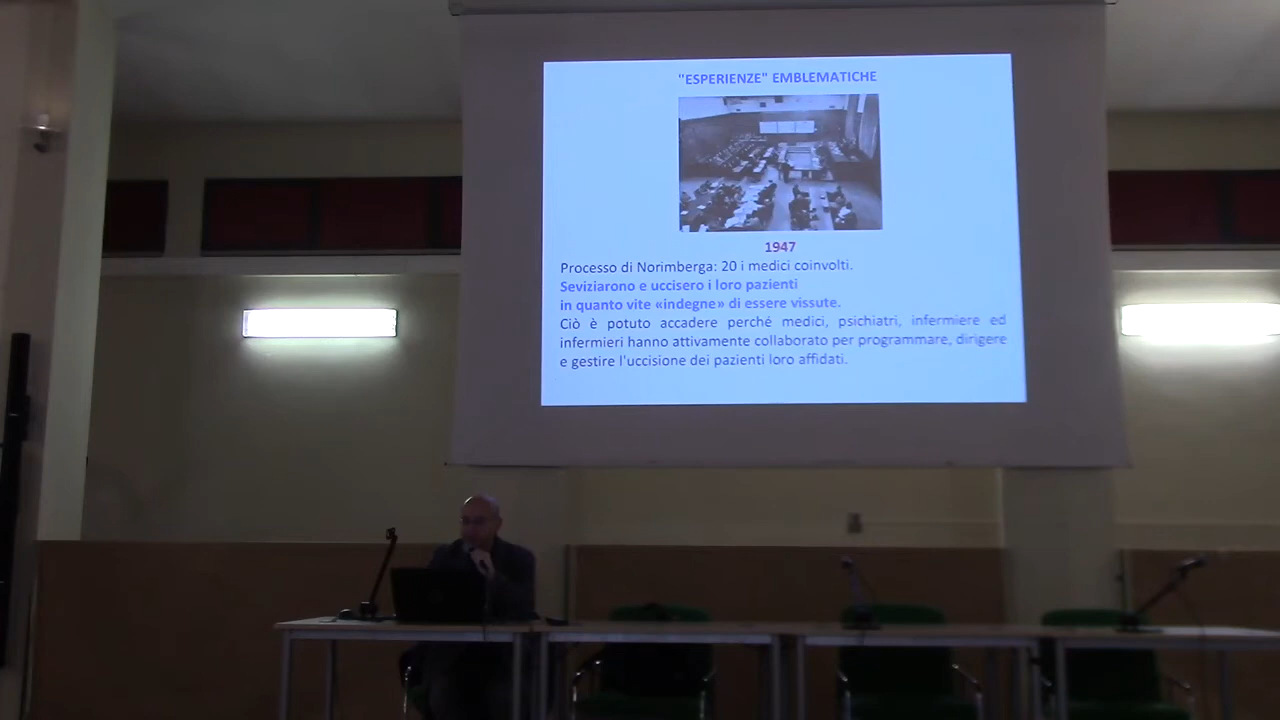 "ESPERIENZE" EMBLEMATICHE
1947
Processo di Norimberga: 20 i medici coinvolti.
Seviziarono e uccisero i loro pazienti
in quanto vite «indegne» di essere vissute.
Ciò è potuto accadere perché medici, psichiatri, infermiere ed
infermieri hanno attivamente collaborato per programmare, dirigere
e gestire l'uccisione dei pazienti loro affidati.